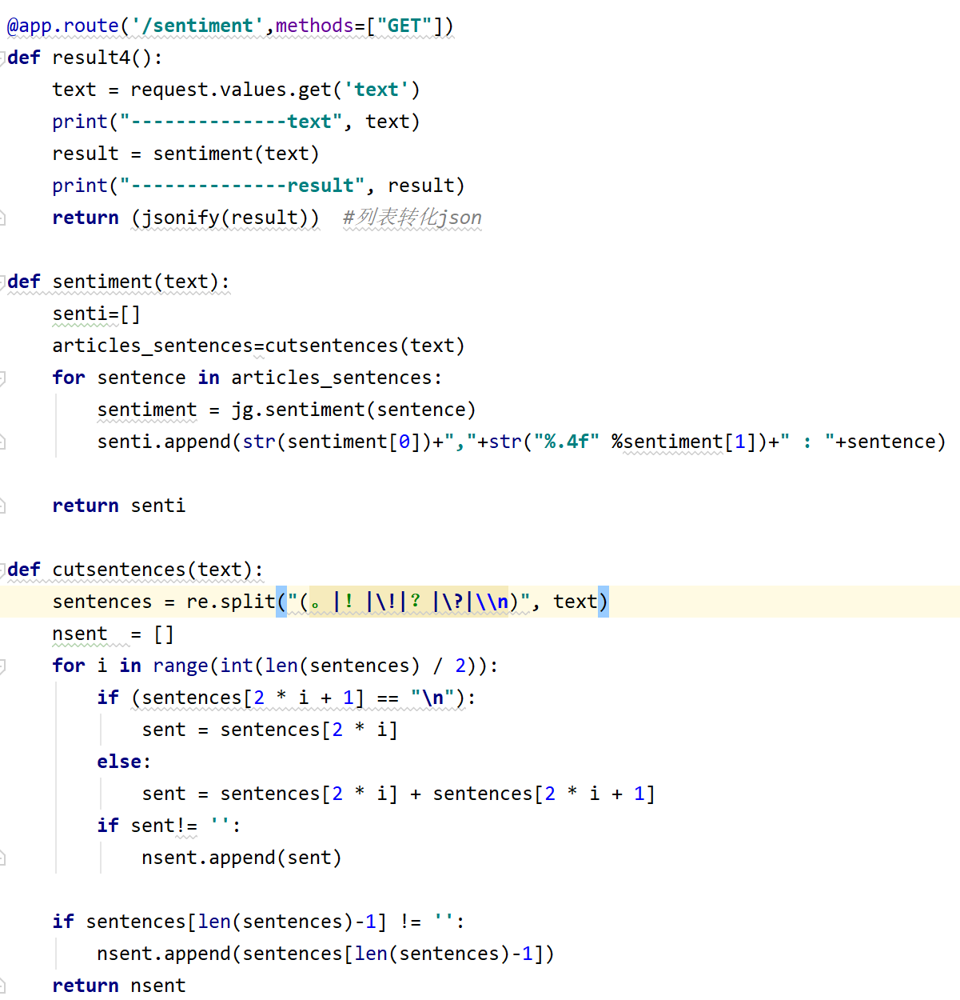 @app.route('/sentiment',methods=["GET"])
def result4():
    text = request.values.get('text')
    print("--------------text", text)
    result = sentiment(text)
    print("--------------result", result)
    return (jsonify(result))  #列表转化json

def sentiment(text):
    senti=[]
    articles_sentences=cutsentences(text)
    for sentence in articles_sentences:
        sentiment = jg.sentiment(sentence)
        senti.append(str(sentiment[0])+","+str("%.4f" %sentiment[1])+" : "+sentence)

    return senti

def cutsentences(text):
    sentences = re.split("(。|！|\!|？|\?|\\n)", text)
    nsent  = []
    for i in range(int(len(sentences) / 2)):
        if (sentences[2 * i + 1] == "\n"):
            sent = sentences[2 * i]
        else:
            sent = sentences[2 * i] + sentences[2 * i + 1]
        if sent!= '':
            nsent.append(sent)

    if sentences[len(sentences)-1] != '':
        nsent.append(sentences[len(sentences)-1])
    return nsent